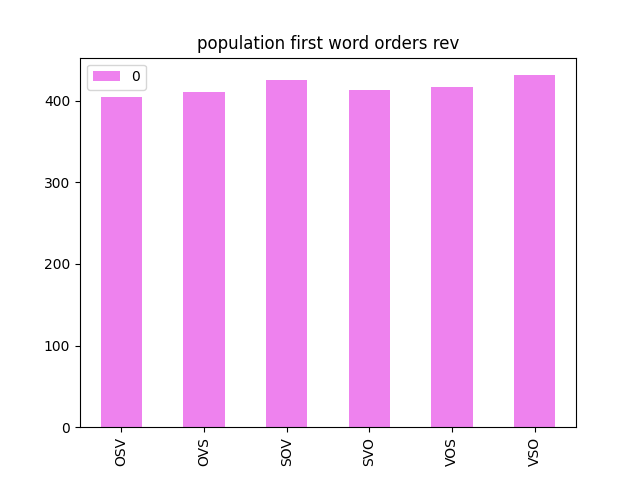 population first word orders rev
0
400
300
200
100
0
OSV
OVS
SOV
SVO
VOS
VSO